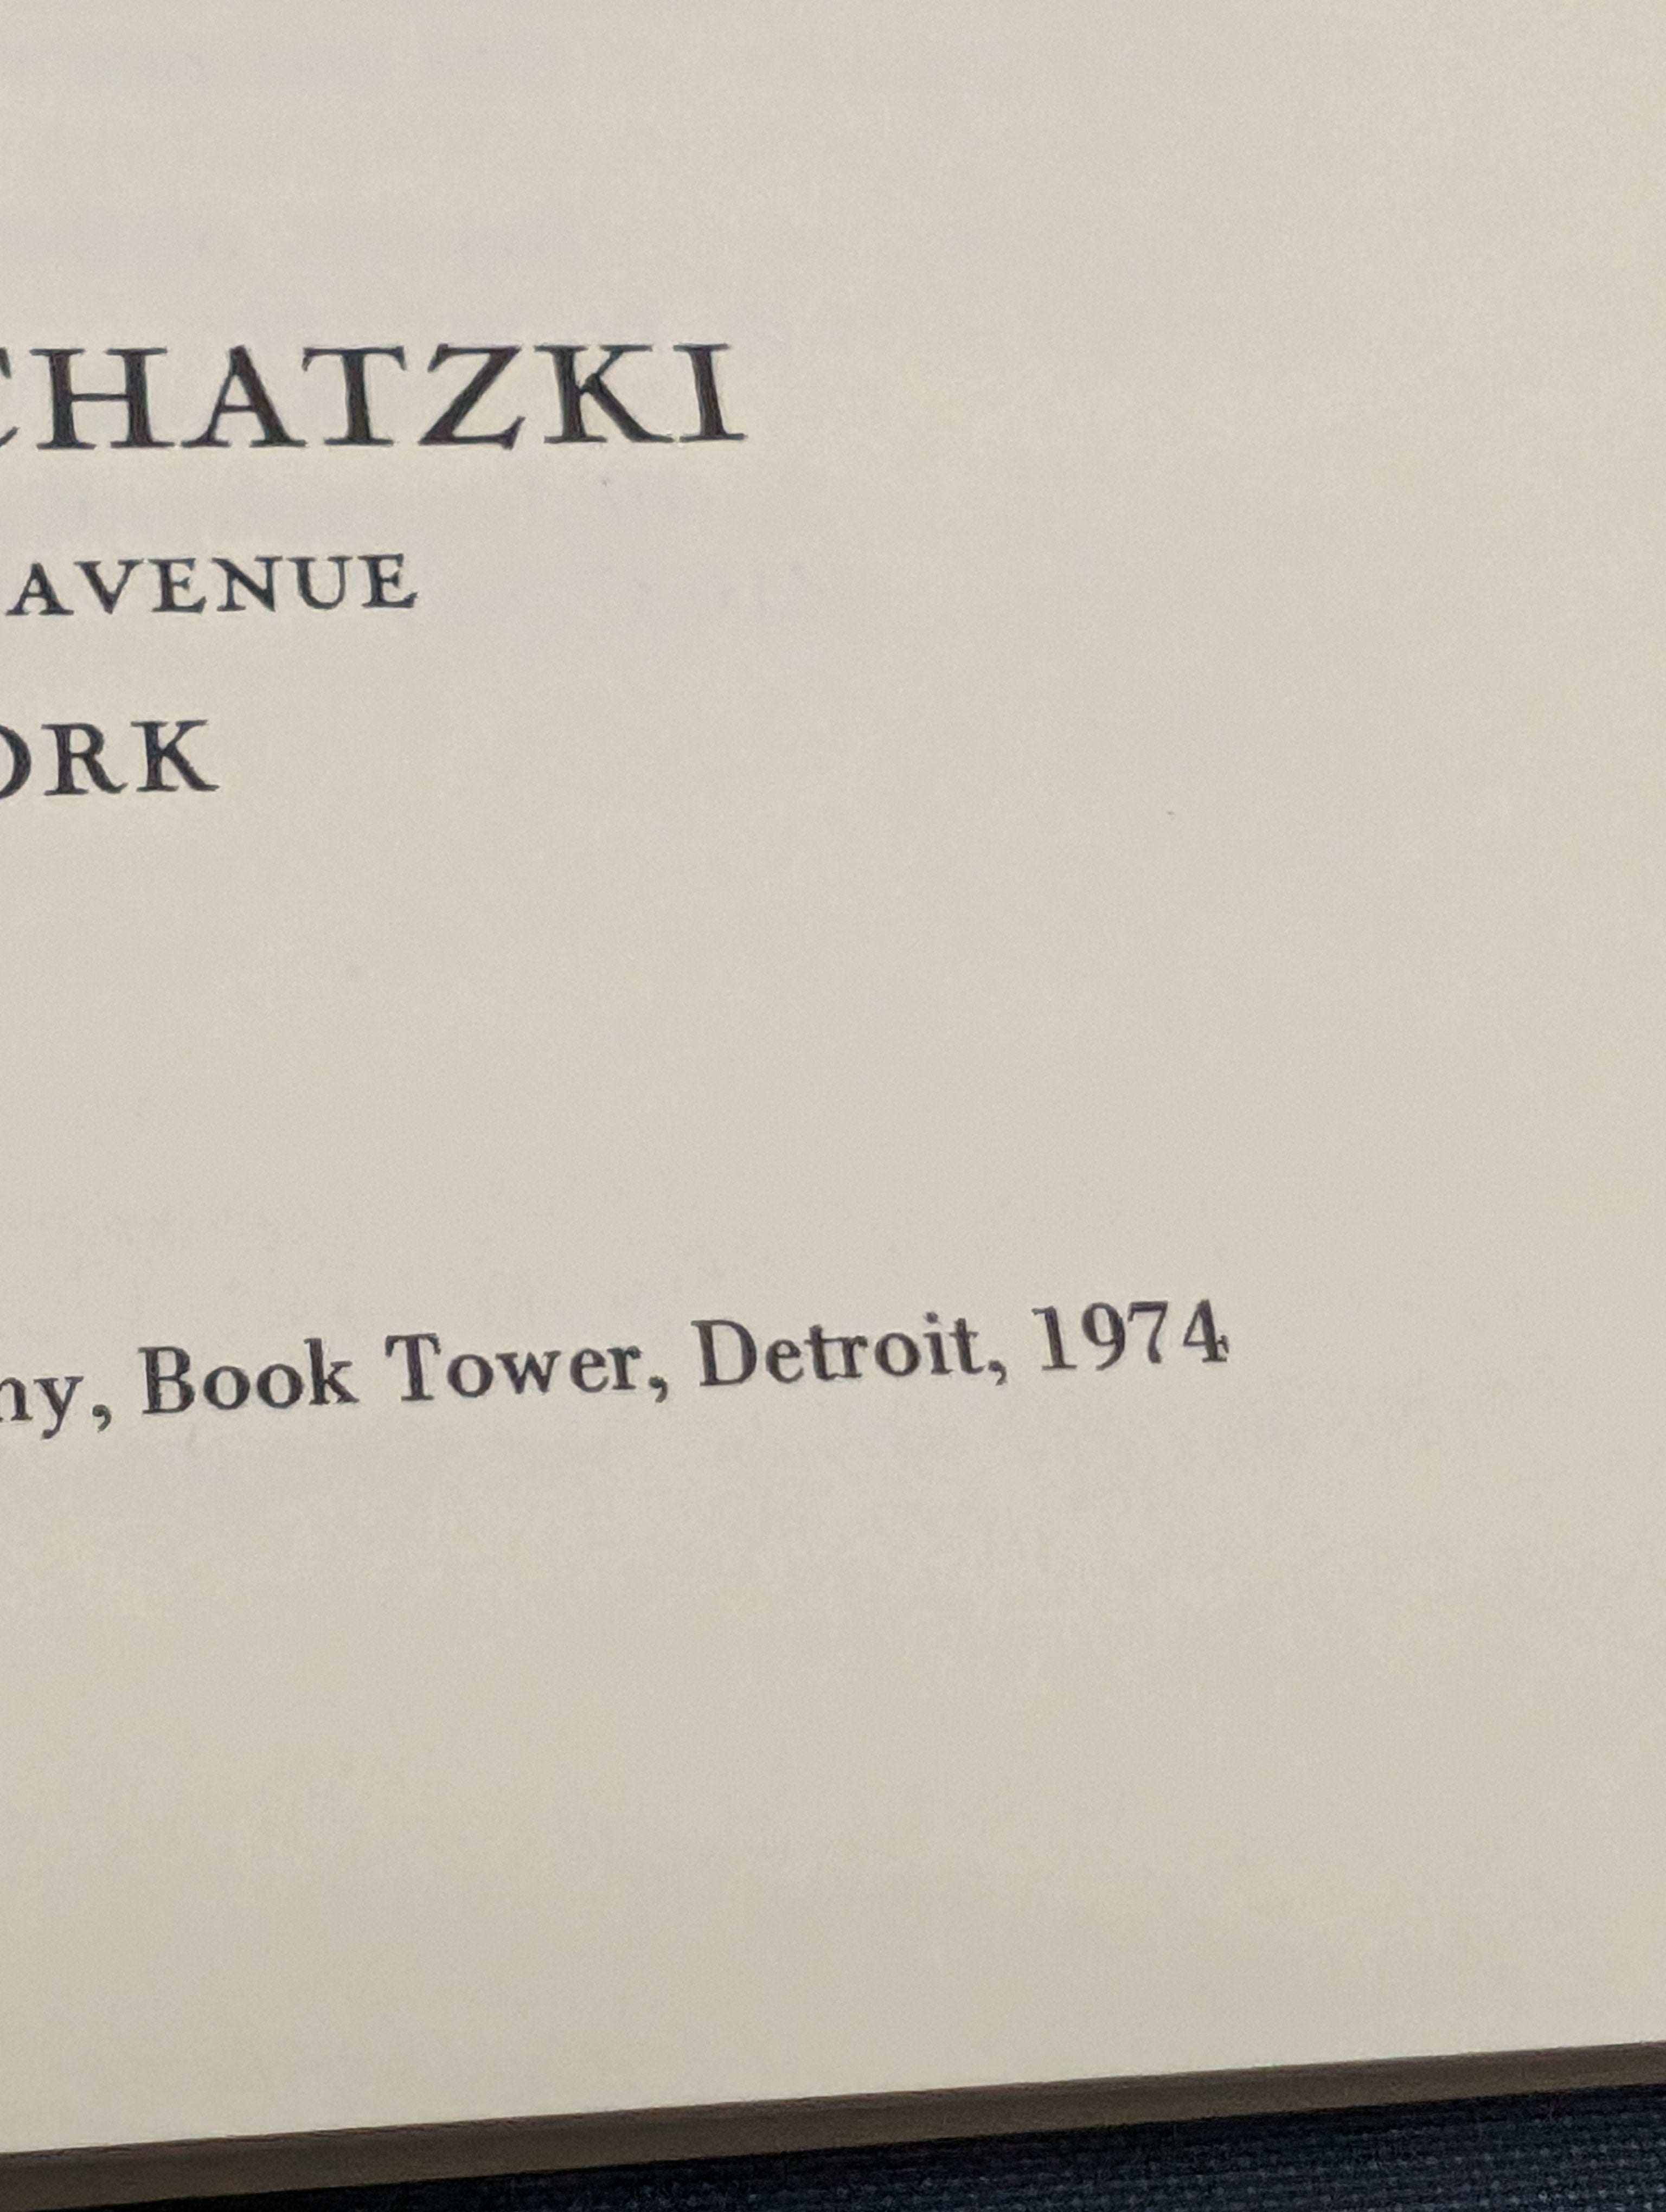 CHATZKI
AVENUE
ORK
ny, Book Tower, Detroit, 1974